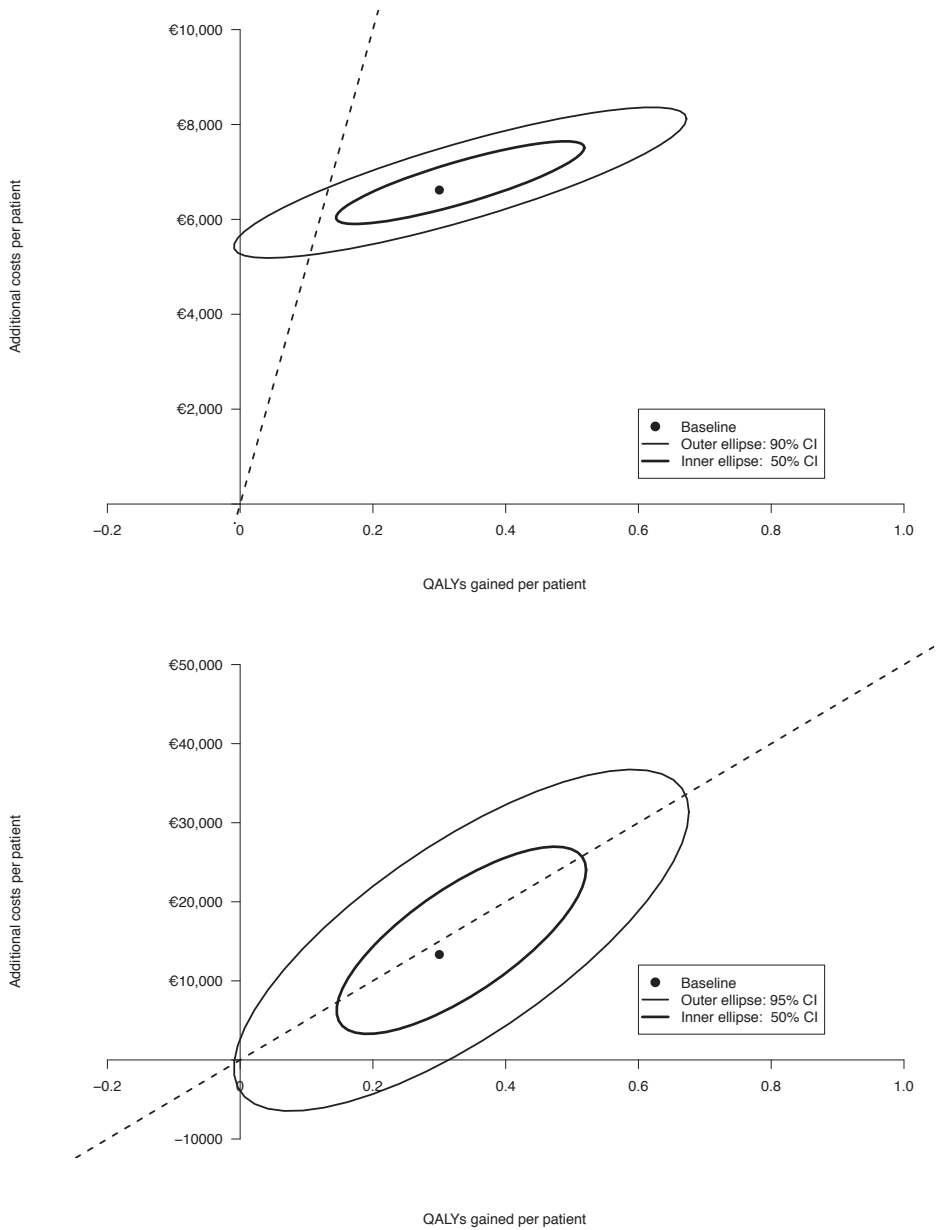 €10,000
€8,000
€6,000
€4,000
€2,000
Additional costs per patient
Baseline
Outer ellipse: 90% CI
Inner ellipse: 50% CI
−0.2 0 0.2 0.4 0.6 0.8 1.0
QALYs gained per patient
€50,000
€40,000
€30,000
€20,000
€10,000
Additional costs per patient
Baseline
Outer ellipse: 95% CI
Inner ellipse: 50% CI
−0.2 0 0.2 0.4 0.6 0.8 1.0
−10000
QALYs gained per patient